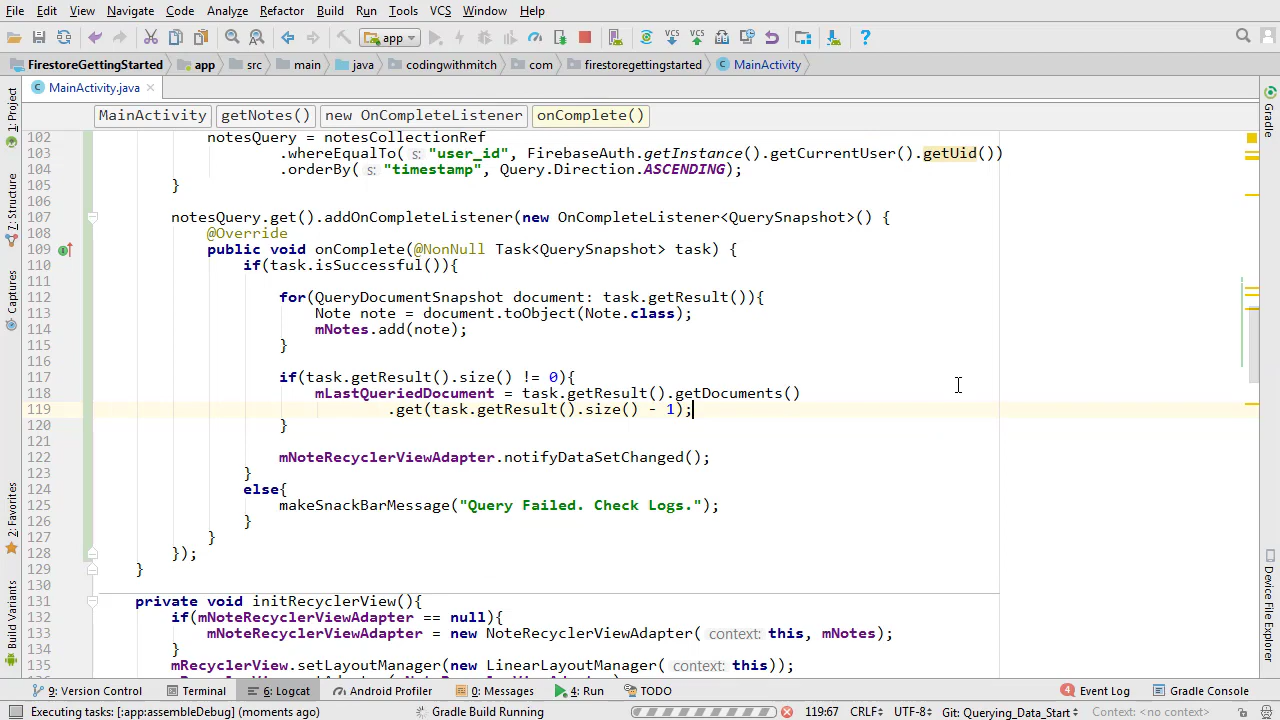 File Edit View Navigate Code Analyze Refactor Build Run Tools VCS Window Help
app VCS VCS
FirestoreGettingStarted app src main java codingwithmitch com firestoregettingstarted MainActivity
MainActivity.java
MainActivity getNotes() new OnCompleteListener onComplete()
102 notesQuery = notesCollectionRef
103 .whereEqualTo( s: "user_id", FirebaseAuth.getInstance().getCurrentUser().getUid())
104 .orderBy( s: "timestamp", Query.Direction.ASCENDING);
105 }
106
107 notesQuery.get().addOnCompleteListener(new OnCompleteListener<QuerySnapshot>() {
108 @Override
109 public void onComplete(@NonNull Task<QuerySnapshot> task) {
110 if(task.isSuccessful()){
111
112 for(QueryDocumentSnapshot document: task.getResult()){
113 Note note = document.toObject(Note.class);
114 mNotes.add(note);
115 }
116
117 if(task.getResult().size() != 0){
118 mLastQueriedDocument = task.getResult().getDocuments()
119 .get(task.getResult().size() - 1);
120 }
121
122 mNoteRecyclerViewAdapter.notifyDataSetChanged();
123 }
124 else{
125 makeSnackBarMessage("Query Failed. Check Logs.");
126 }
127 }
128 });
129 }
130
131 private void initRecyclerView(){
132 if(mNoteRecyclerViewAdapter == null){
133 mNoteRecyclerViewAdapter = new NoteRecyclerViewAdapter( context: this, mNotes);
134 }
135 mRecyclerView.setLayoutManager(new LinearLayoutManager( context: this));
1: Project
7: Structure
Captures
2: Favorites
Build Variants
Gradle
Device File Explorer
9: Version Control Terminal 6: Logcat Android Profiler 0: Messages 4: Run TODO 4 Event Log Gradle Console
Executing tasks: [:app:assembleDebug] (moments ago) Gradle Build Running 119:67 CRLF÷ UTF-8÷ Git: Querying_Data_Start÷ Context: <no context>